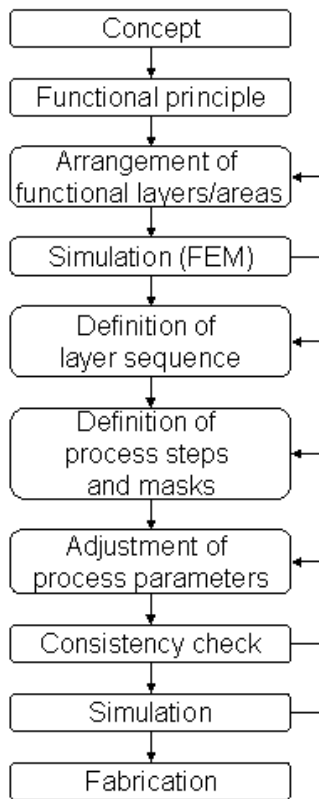 Concept
Functional principle
Arrangement of
functional layers/areas
Simulation (FEM)
Definition of
layer sequence
Definition of
process steps
and masks
Adjustment of
process parameters
Consistency check
Simulation
Fabrication